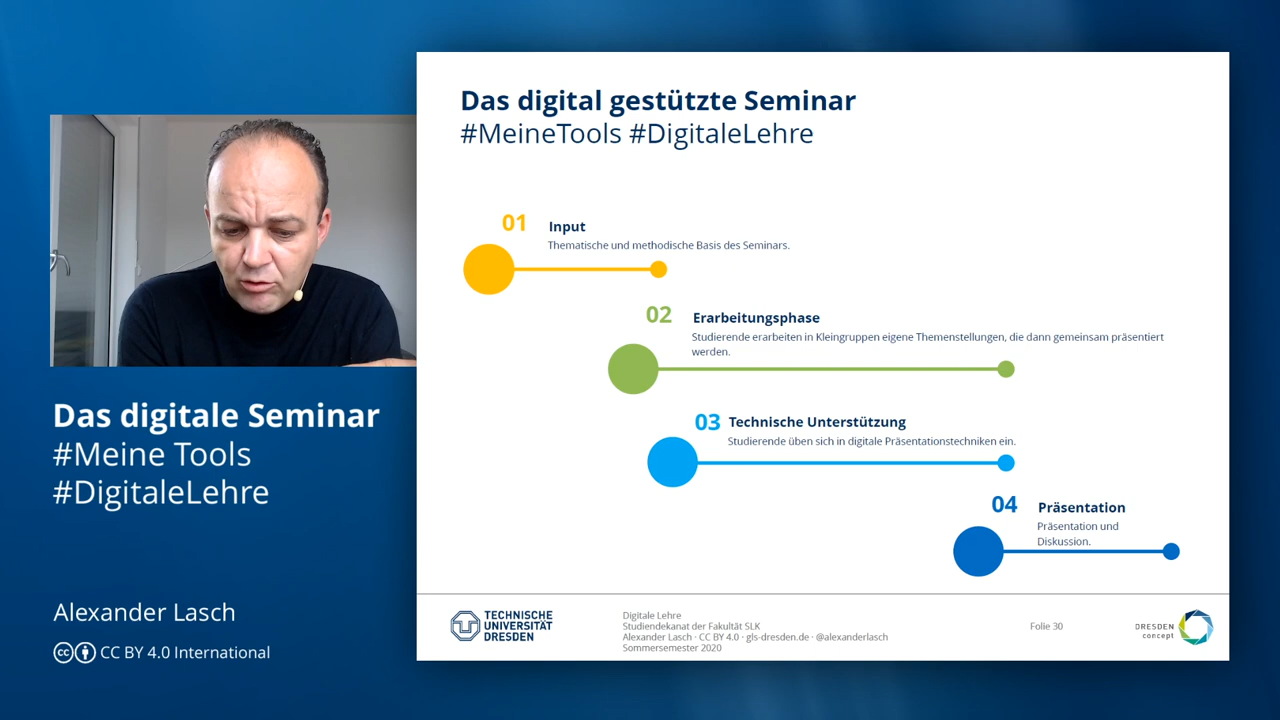 Das digital gestützte Seminar
#MeineTools #DigitaleLehre
01
Input
Thematische und methodische Basis des Seminars.
02
Erarbeitungsphase
Studierende erarbeiten in Kleingruppen eigene Themenstellungen, die dann gemeinsam präsentiert
werden.
03
Technische Unterstützung
Studierende üben sich in digitale Präsentationstechniken ein.
04
Präsentation
Präsentation und
Diskussion.
TECHNISCHE
UNIVERSITÄT
DRESDEN
Digitale Lehre
Studiendekanat der Fakultät SLK
Alexander Lasch · CC BY 4.0 · gls-dresden.de · @alexanderlasch
Sommersemester 2020
Folie 30
DRESDEN
concept
Das digitale Seminar
#Meine Tools
#DigitaleLehre
Alexander Lasch
cc CC BY 4.0 International